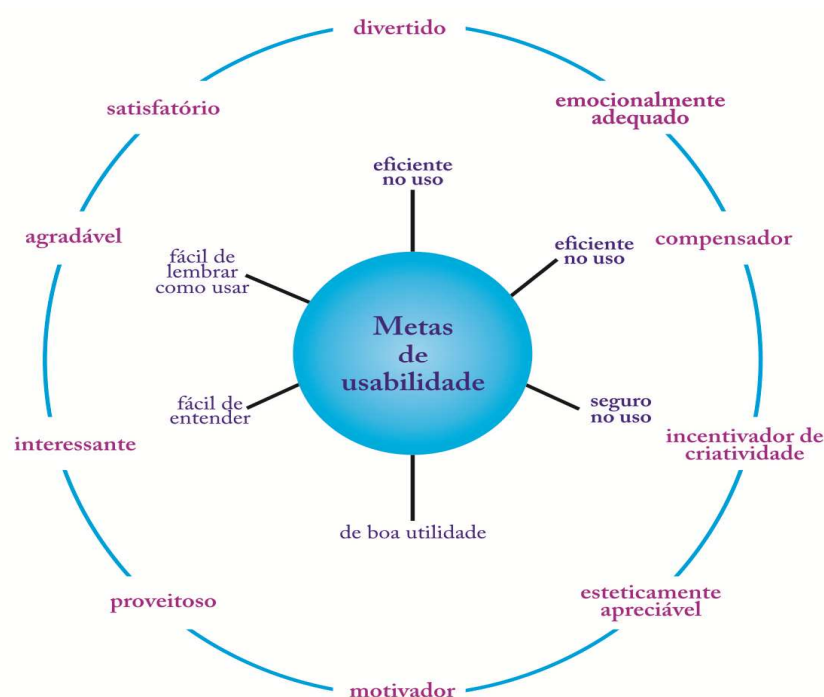 divertido
emocionalmente
adequado
satisfatório
eficiente
no uso
agradável
fácil de
lembrar
como usar
eficiente
no uso
compensador
Metas
de
usabilidade
fácil de
entender
seguro
no uso
interessante
incentivador de
criatividade
de boa utilidade
proveitoso
esteticamente
apreciável
motivador